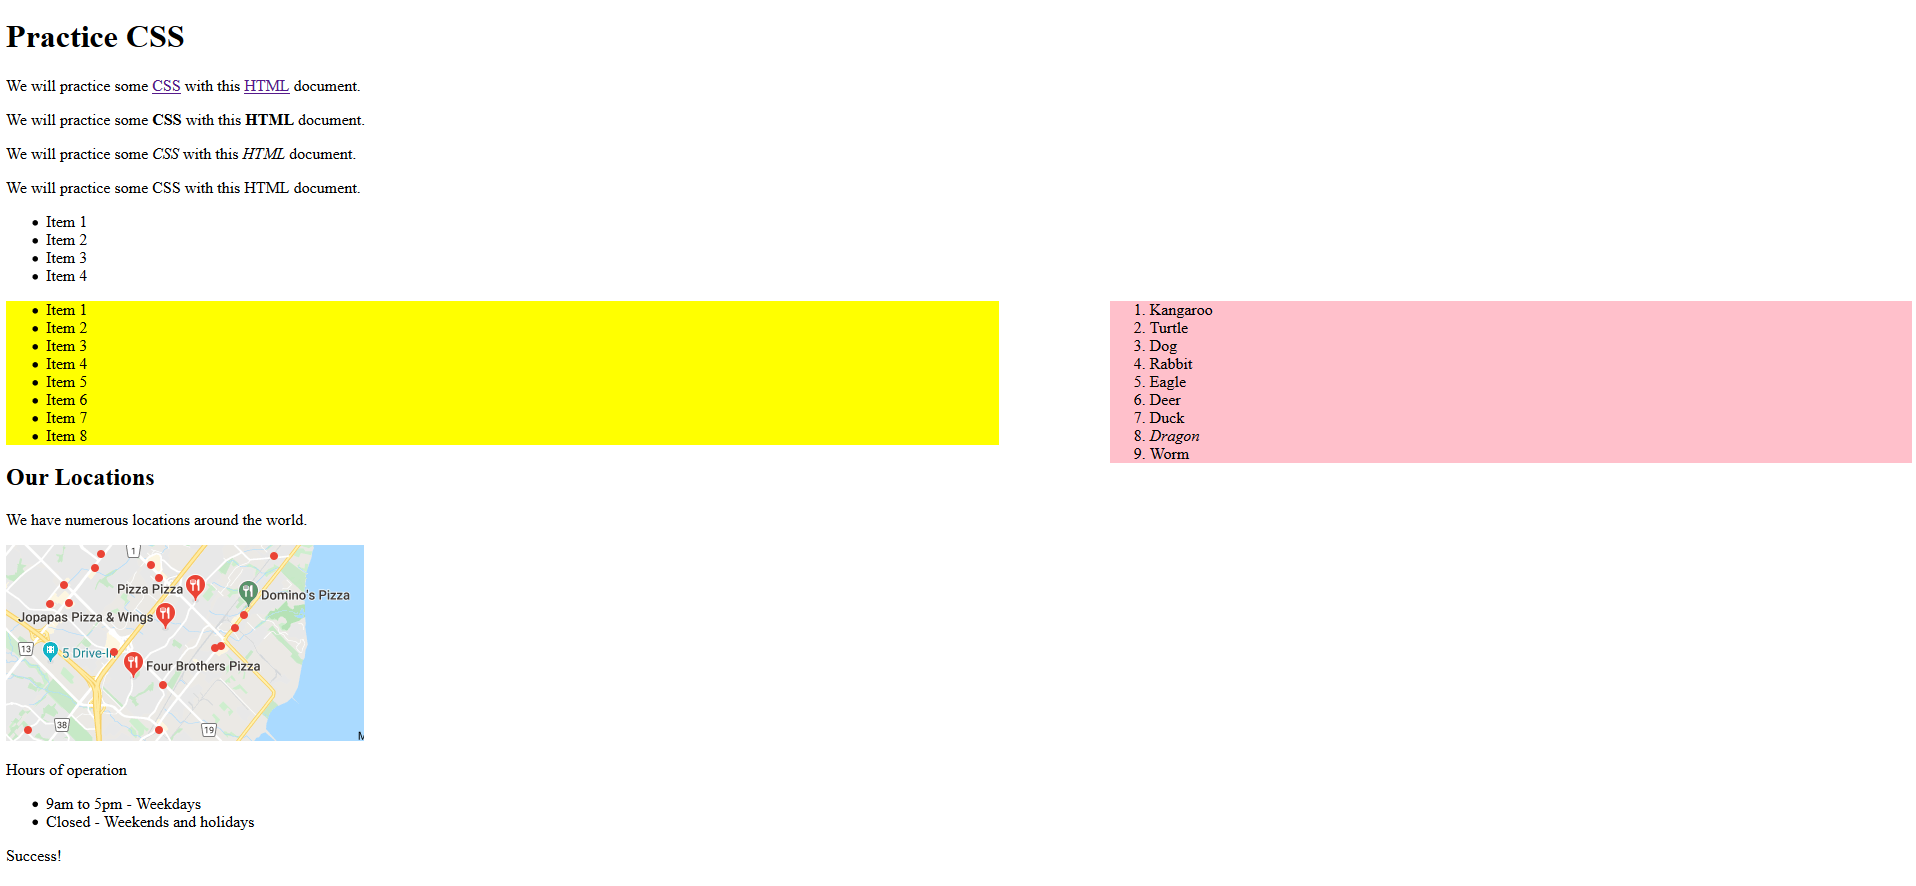 Practice CSS
We will practice some CSS with this HTML document.
We will practice some CSS with this HTML document.
We will practice some CSS with this HTML document.
We will practice some CSS with this HTML document.
• Item 1
• Item 2
• Item 3
• Item 4
• Item 1
• Item 2
• Item 3
• Item 4
• Item 5
• Item 6
• Item 7
• Item 8
1. Kangaroo
2. Turtle
3. Dog
4. Rabbit
5. Eagle
6. Deer
7. Duck
8. Dragon
9. Worm
Our Locations
We have numerous locations around the world.
1
Pizza Pizza
Domino's Pizza
Jopapas Pizza & Wings
13
5 Drive-In
Four Brothers Pizza
38
19
M
Hours of operation
• 9am to 5pm - Weekdays
• Closed - Weekends and holidays
Success!